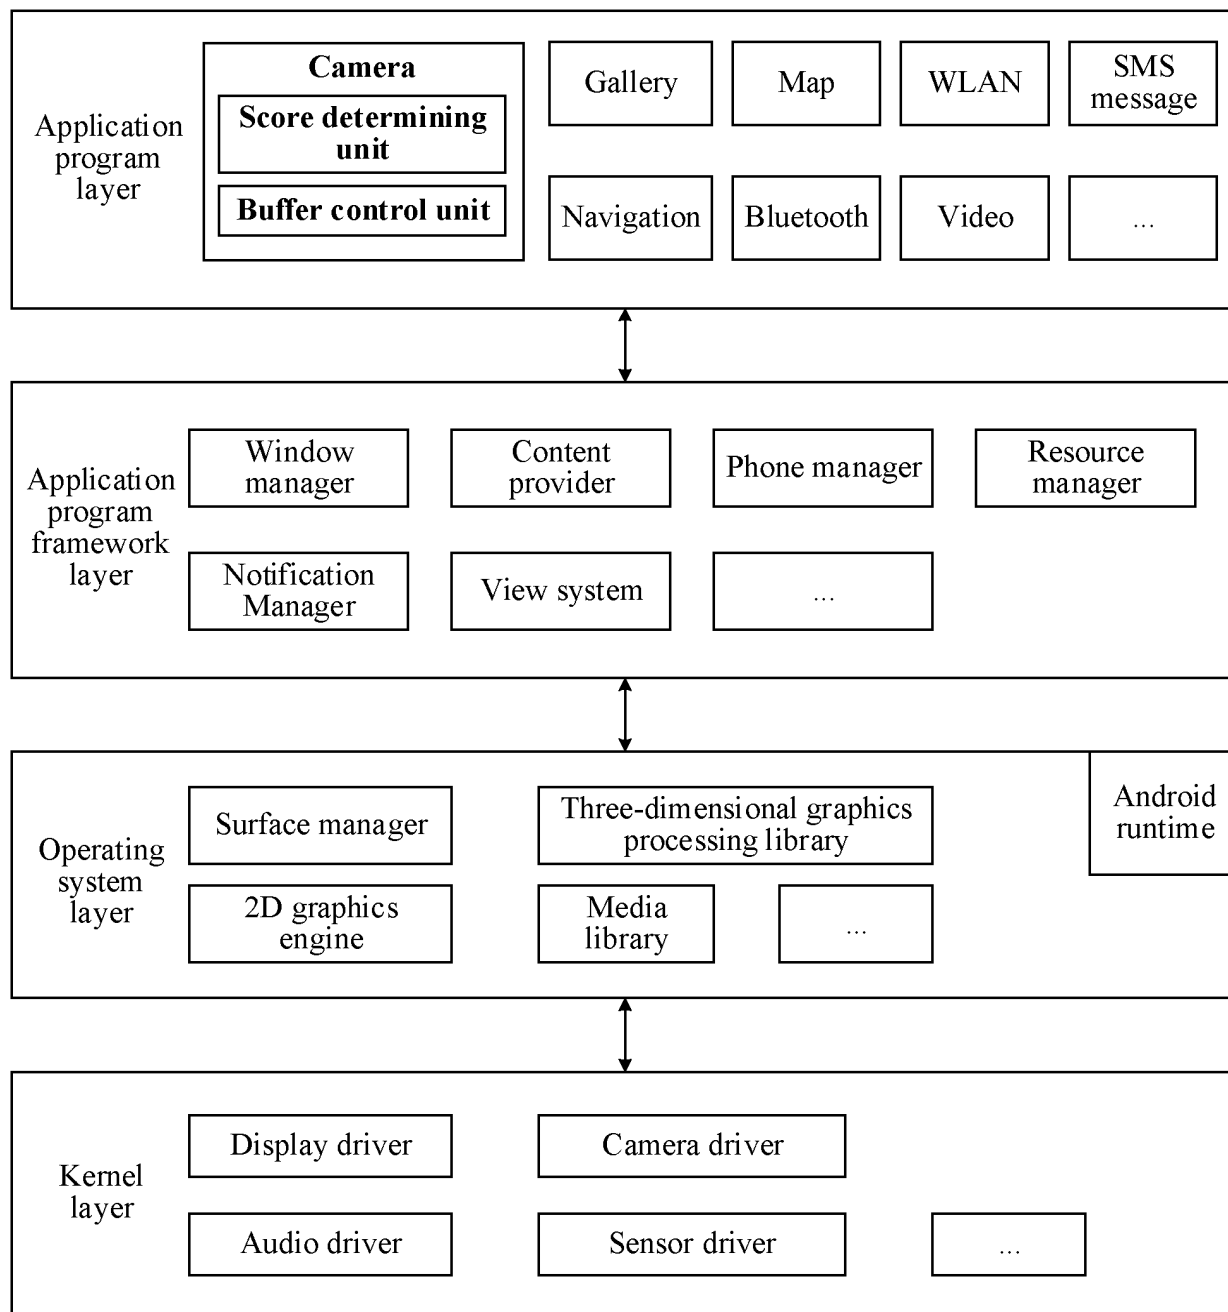 Application
program
layer
Camera
Score determining
unit
Buffer control unit
Gallery
Map
WLAN
SMS
message
Navigation
Bluetooth
Video
...
Application
program
framework
layer
Window
manager
Content
provider
Phone manager
Resource
manager
Notification
Manager
View system
...
Operating
system
layer
Surface manager
Three-dimensional graphics
processing library
Android
runtime
2D graphics
engine
Media
library
...
Kernel
layer
Display driver
Camera driver
Audio driver
Sensor driver
...